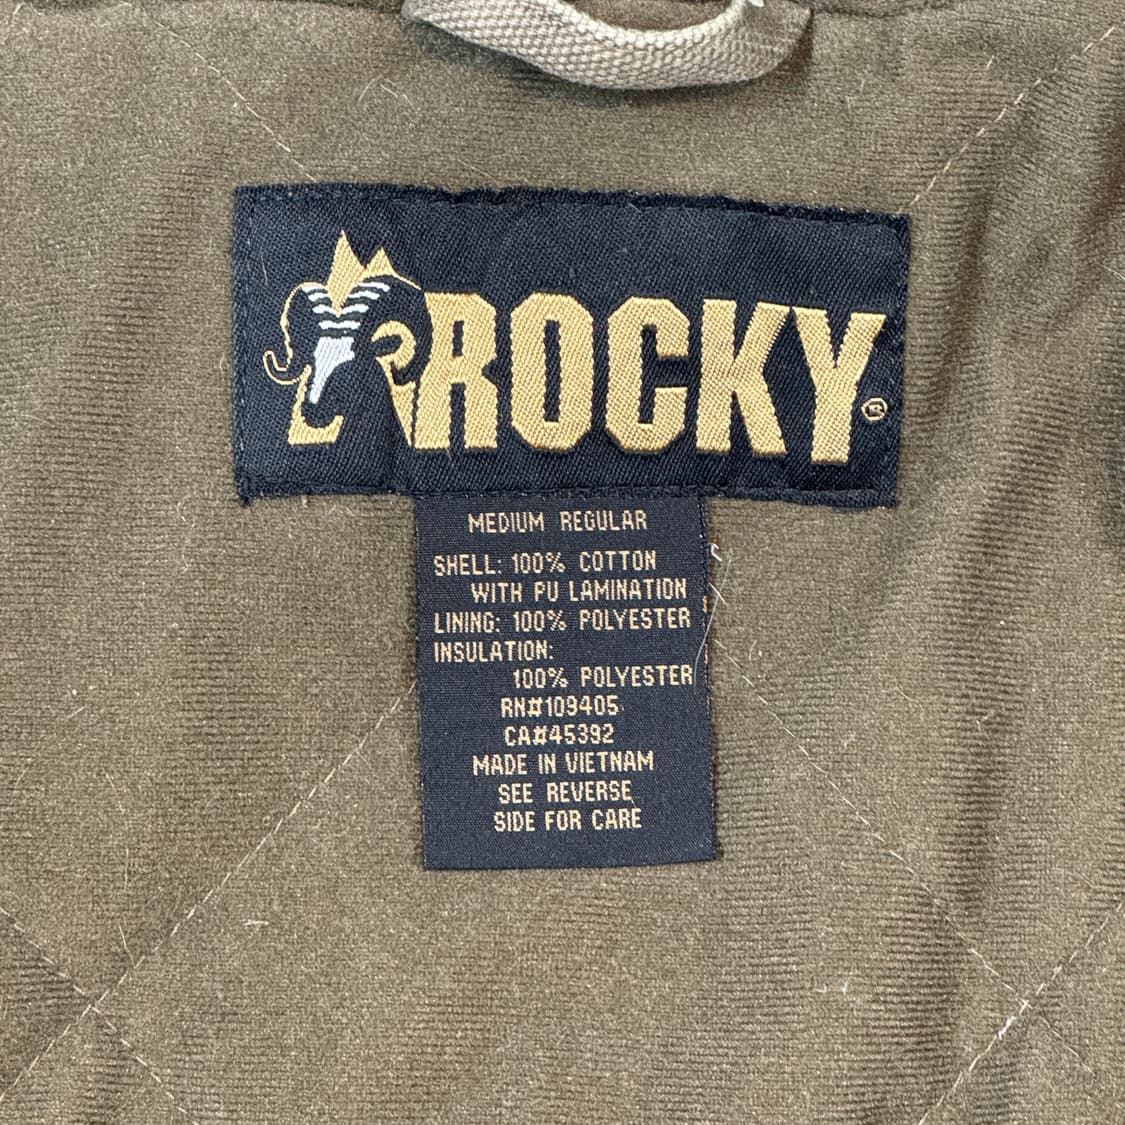 ROCKY®
MEDIUM REGULAR
SHELL: 100% COTTON
WITH PU LAMINATION
LINING: 100% POLYESTER
INSULATION:
100% POLYESTER
RN#109405
CA#45392
MADE IN VIETNAM
SEE REVERSE
SIDE FOR CARE